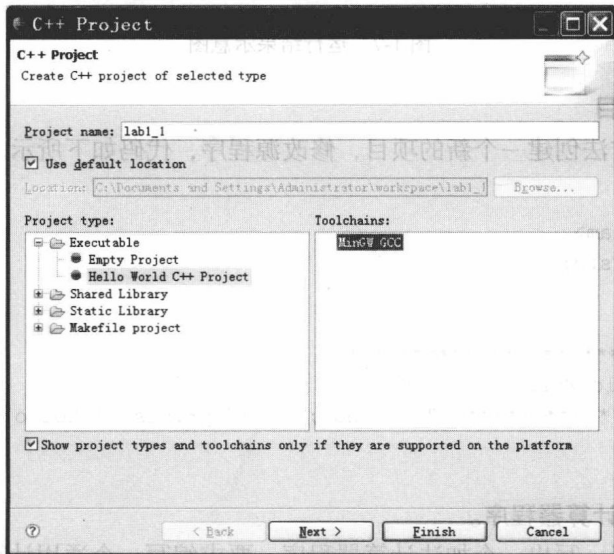 C++ Project
C++ Project
Create C++ project of selected type
Project name: lab1_1
Use default location
Location: C:\Documents and Settings\Administrator\workspace\lab1_1 Browse...
Project type:
Toolchains:
Executable
Empty Project
Hello World C++ Project
Shared Library
Static Library
Makefile project
MinGW GCC
Show project types and toolchains only if they are supported on the platform
? < Back Next > Finish Cancel